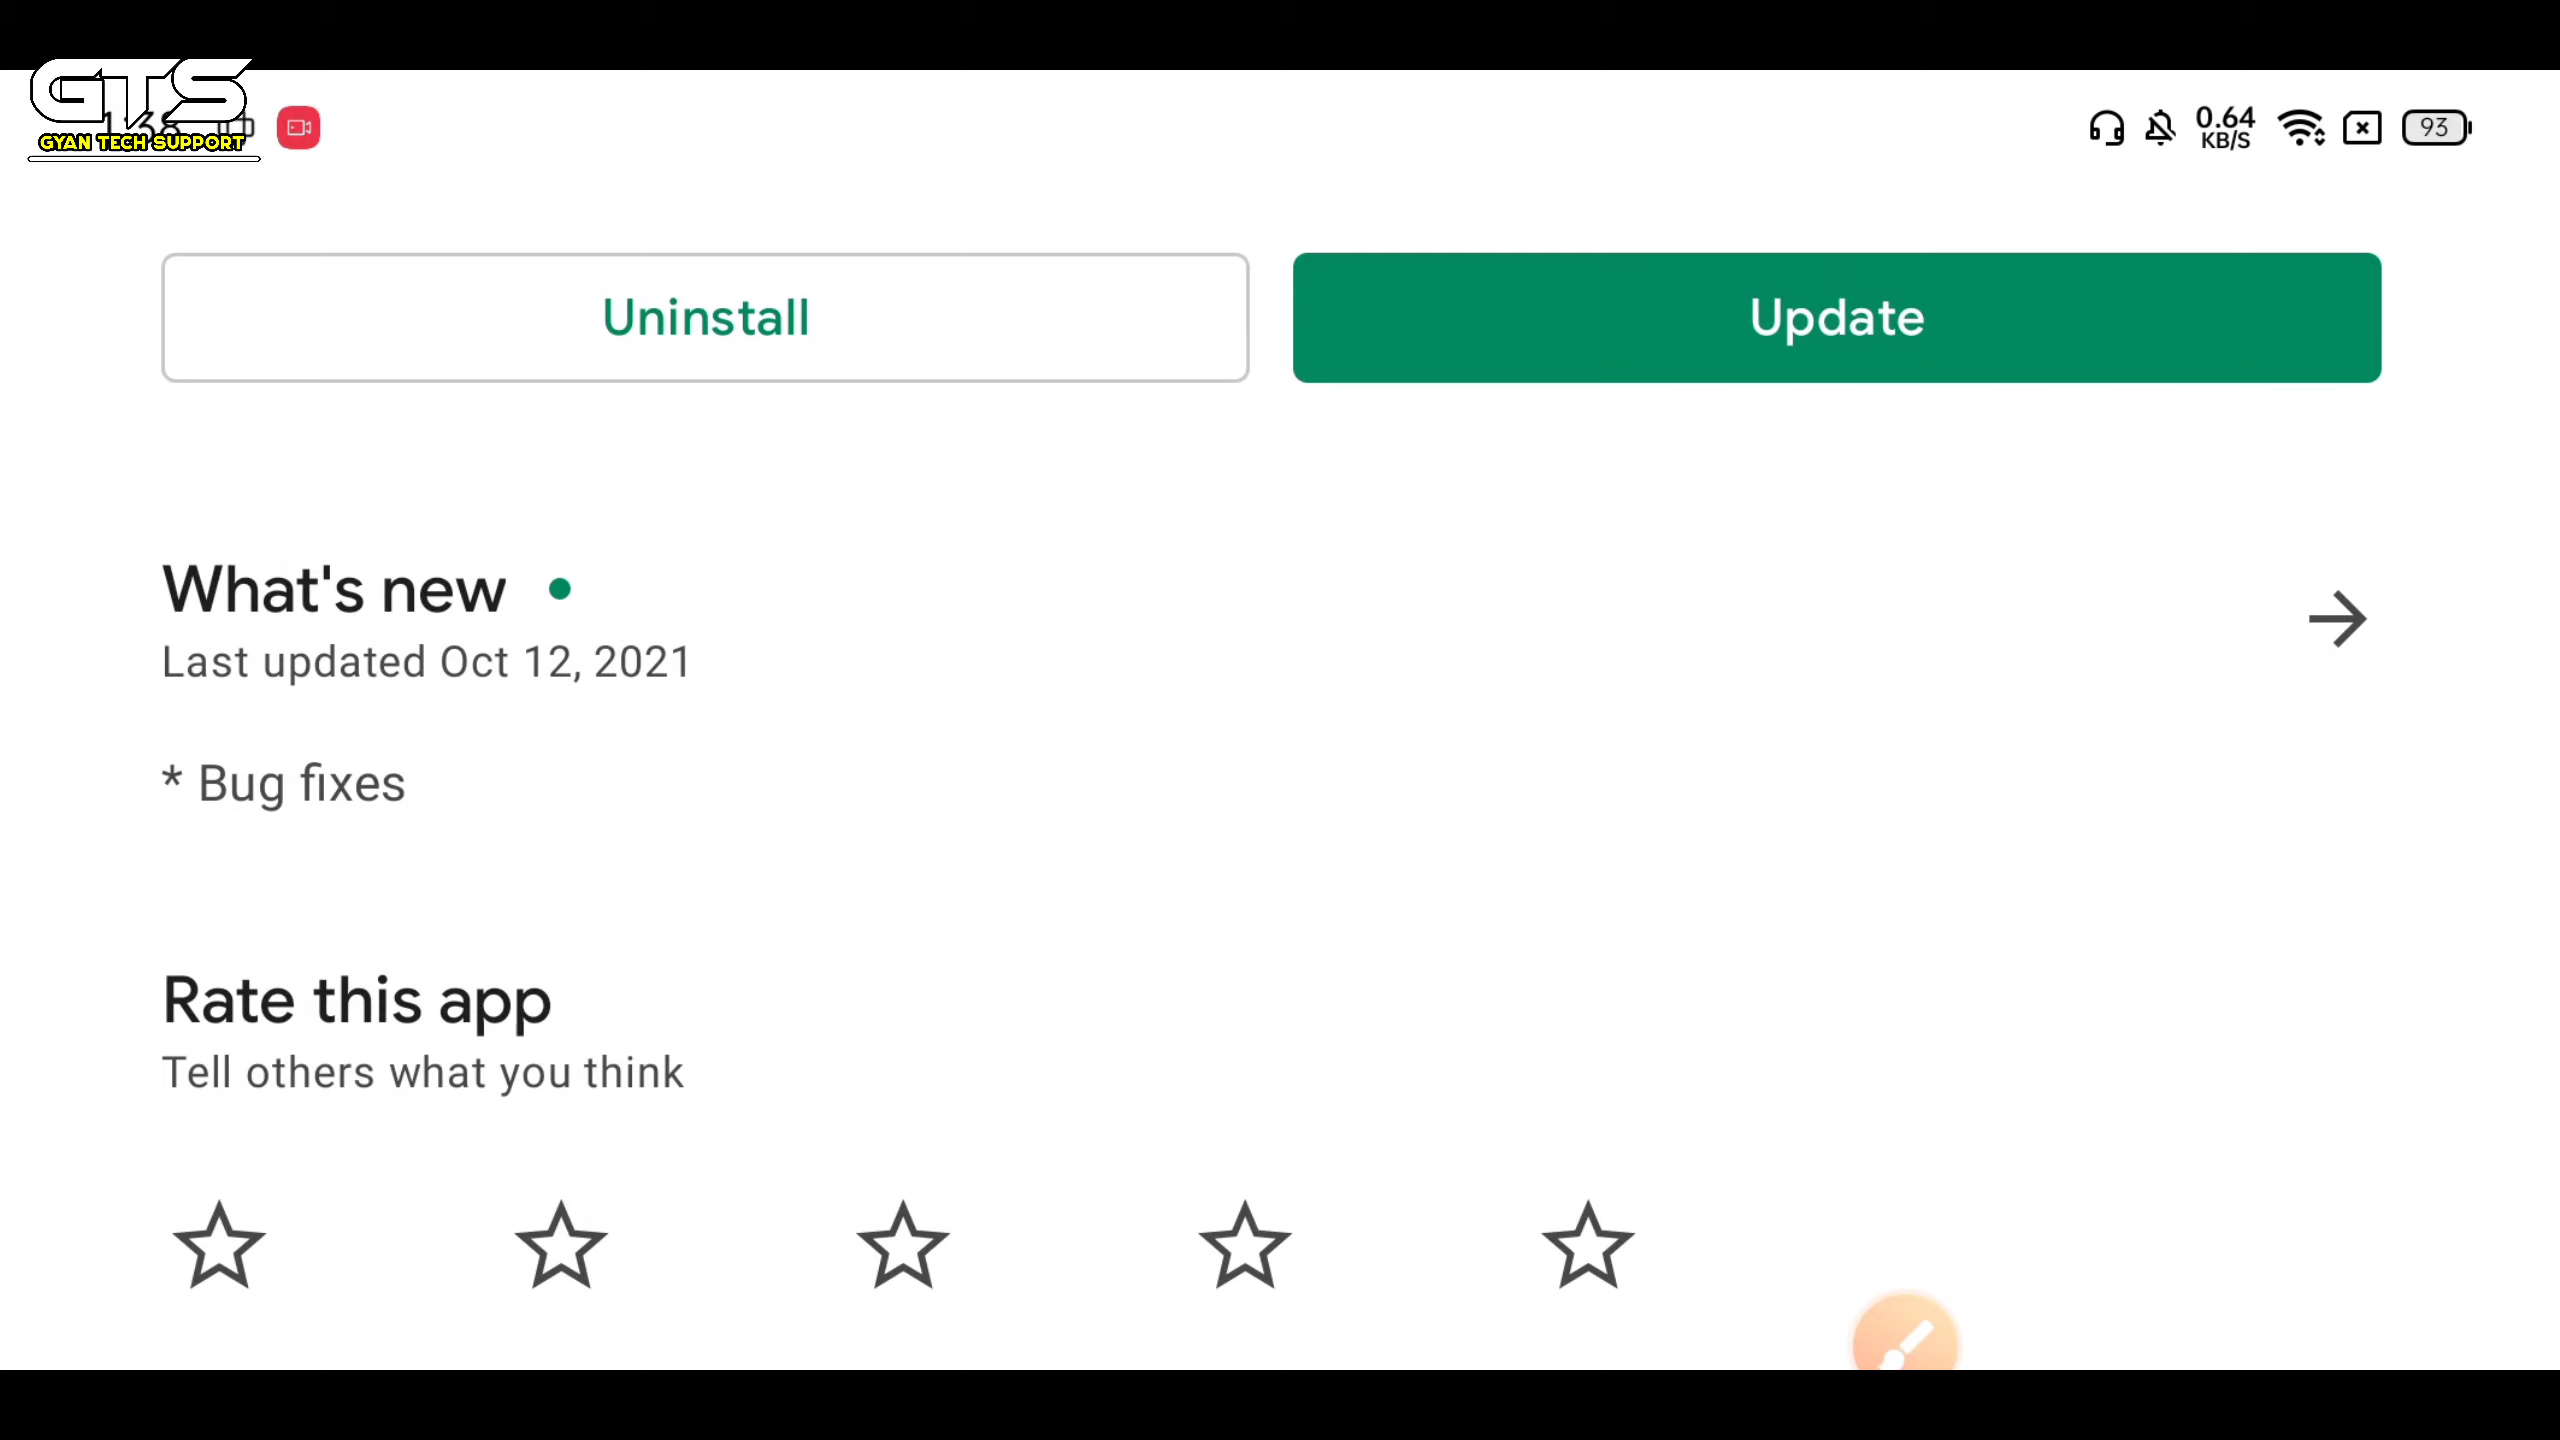 GTS
GYAN TECH SUPPORT
0.64
KB/S
93
Uninstall
Update
What's new
Last updated Oct 12, 2021
* Bug fixes
Rate this app
Tell others what you think